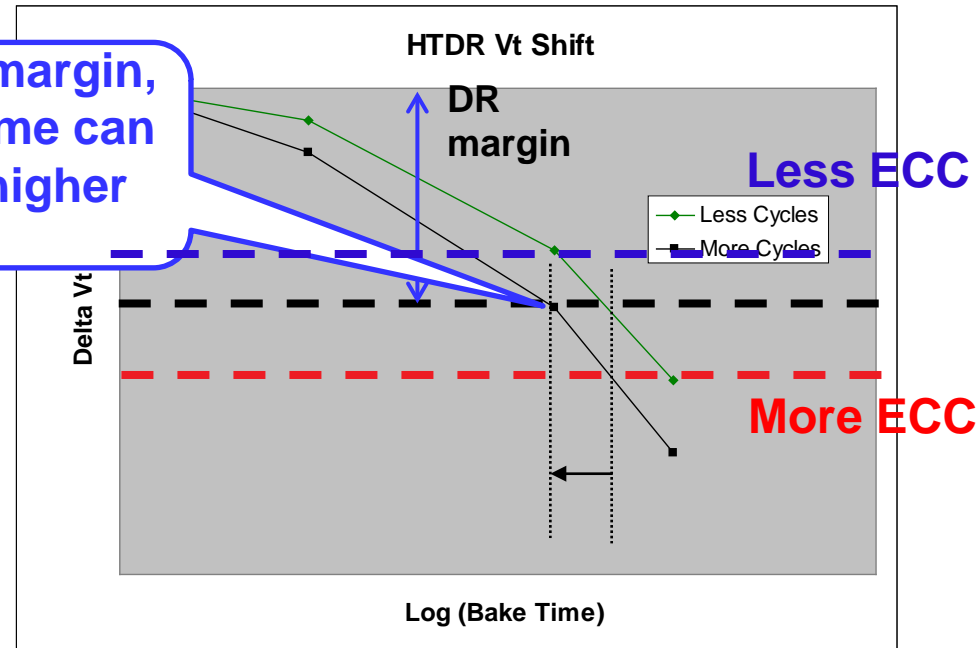 HTDR Vt Shift
margin,
me can
higher
DR
margin
Less ECC
Less Cycles
More Cycles
Delta Vt
More ECC
Log (Bake Time)